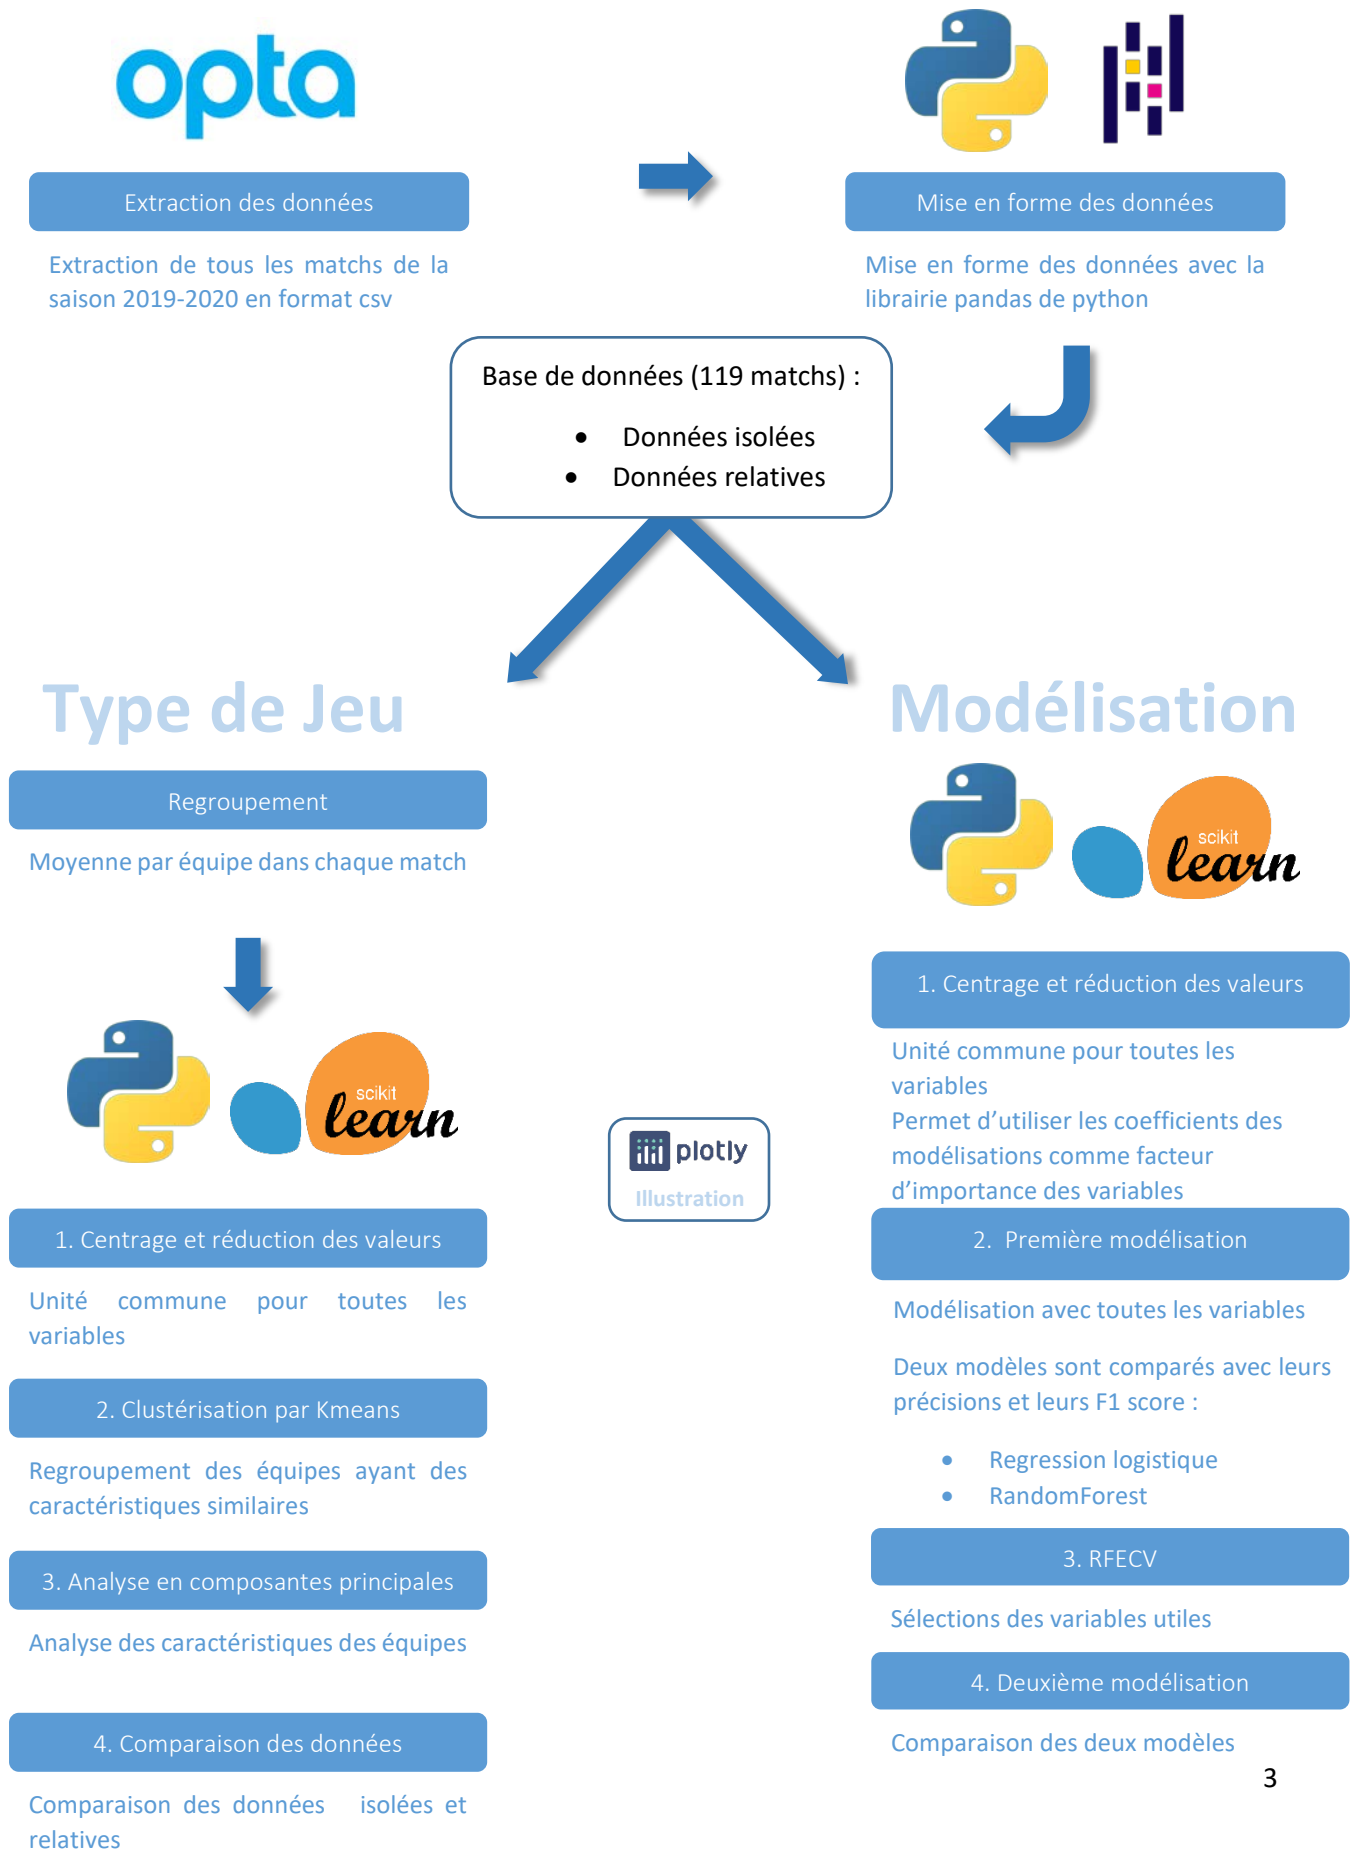 opta
Extraction des données
Extraction de tous les matchs de la
saison 2019-2020 en format csv
Mise en forme des données
Mise en forme des données avec la
librairie pandas de python
Base de données (119 matchs) :
• Données isolées
• Données relatives
Type de Jeu
Regroupement
Moyenne par équipe dans chaque match
scikit
learn
1. Centrage et réduction des valeurs
Unité commune pour toutes les
variables
2. Clustérisation par Kmeans
Regroupement des équipes ayant des
caractéristiques similaires
3. Analyse en composantes principales
Analyse des caractéristiques des équipes
4. Comparaison des données
Comparaison des données isolées et
relatives
plotly
Illustration
Modélisation
scikit
learn
1. Centrage et réduction des valeurs
Unité commune pour toutes les
variables
Permet d’utiliser les coefficients des
modélisations comme facteur
d’importance des variables
2. Première modélisation
Modélisation avec toutes les variables
Deux modèles sont comparés avec leurs
précisions et leurs F1 score :
• Regression logistique
• RandomForest
3. RFECV
Sélections des variables utiles
4. Deuxième modélisation
Comparaison des deux modèles
3